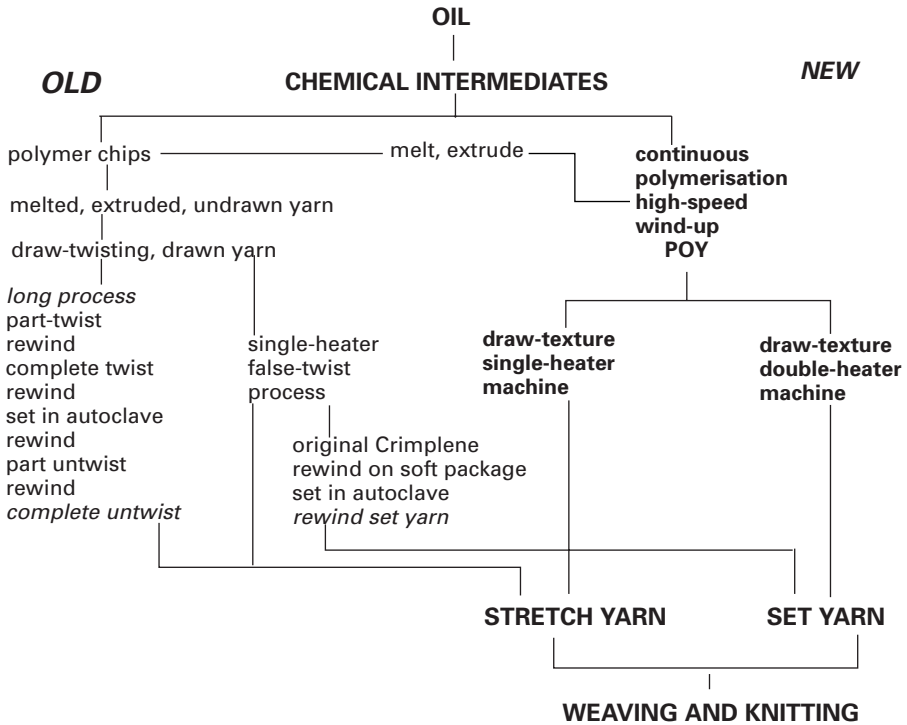 OIL
OLD
CHEMICAL INTERMEDIATES
NEW
polymer chips
melt, extrude
continuous
polymerisation
high-speed
wind-up
POY
melted, extruded, undrawn yarn
draw-twisting, drawn yarn
long process
part-twist
rewind
complete twist
rewind
set in autoclave
rewind
part untwist
rewind
complete untwist
single-heater
false-twist
process
original Crimplene
rewind on soft package
set in autoclave
rewind set yarn
draw-texture
single-heater
machine
draw-texture
double-heater
machine
STRETCH YARN
SET YARN
WEAVING AND KNITTING